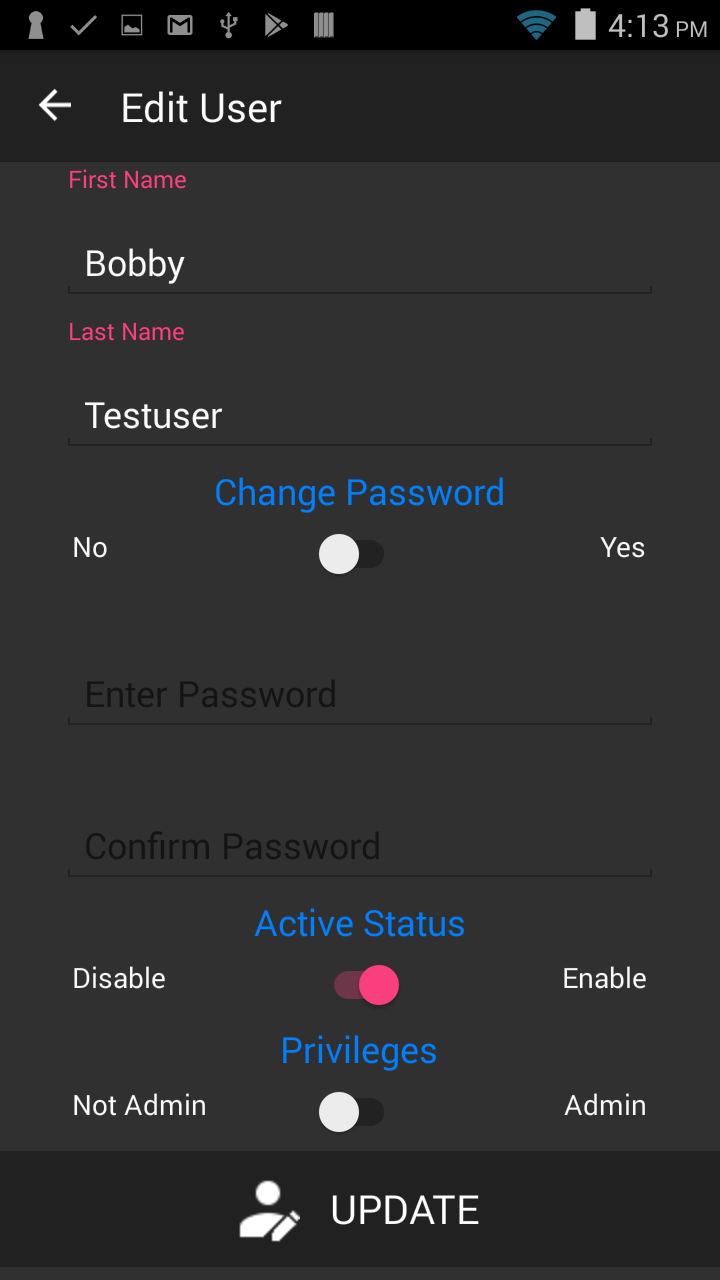 4:13 PM
Edit User
First Name
Bobby
Last Name
Testuser
Change Password
No Yes
Enter Password
Confirm Password
Active Status
Disable Enable
Privileges
Not Admin Admin
UPDATE